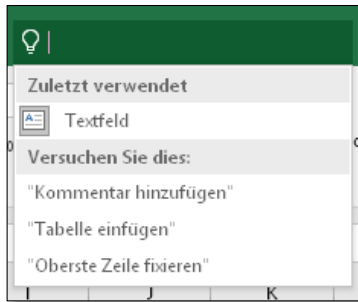 Zuletzt verwendet
A Textfeld
Versuchen Sie dies:
"Kommentar hinzufügen"
"Tabelle einfügen"
"Oberste Zeile fixieren"
I J K